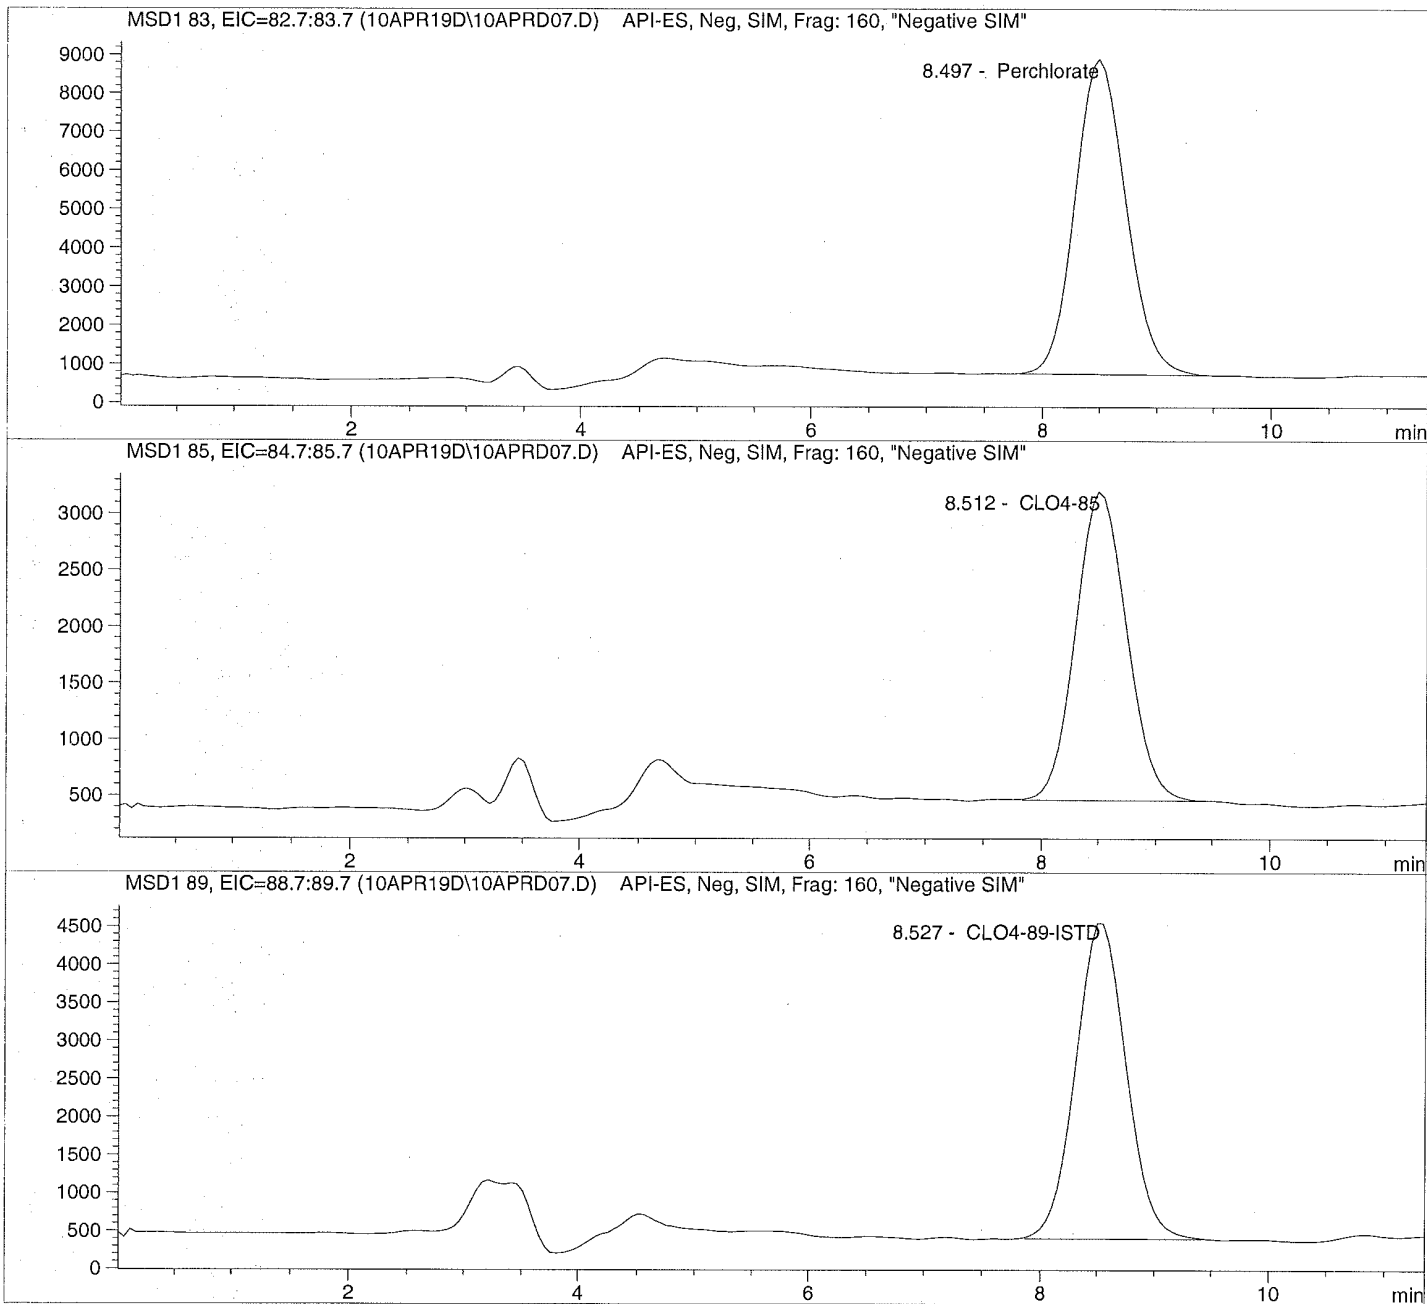 MSD1 83, EIC=82.7:83.7 (10APR19D\10APRD07.D) API-ES, Neg, SIM, Frag: 160, "Negative SIM"
9000
8.497 - Perchlorate
8000
7000
6000
5000
4000
3000
2000
1000
0
2 4 6 8 10 min
MSD1 85, EIC=84.7:85.7 (10APR19D\10APRD07.D) API-ES, Neg, SIM, Frag: 160, "Negative SIM"
8.512 - CLO4-85
3000
2500
2000
1500
1000
500
2 4 6 8 10 min
MSD1 89, EIC=88.7:89.7 (10APR19D\10APRD07.D) API-ES, Neg, SIM, Frag: 160, "Negative SIM"
4500 8.527 - CLO4-89-ISTD
4000
3500
3000
2500
2000
1500
1000
500
0
2 4 6 8 10 min